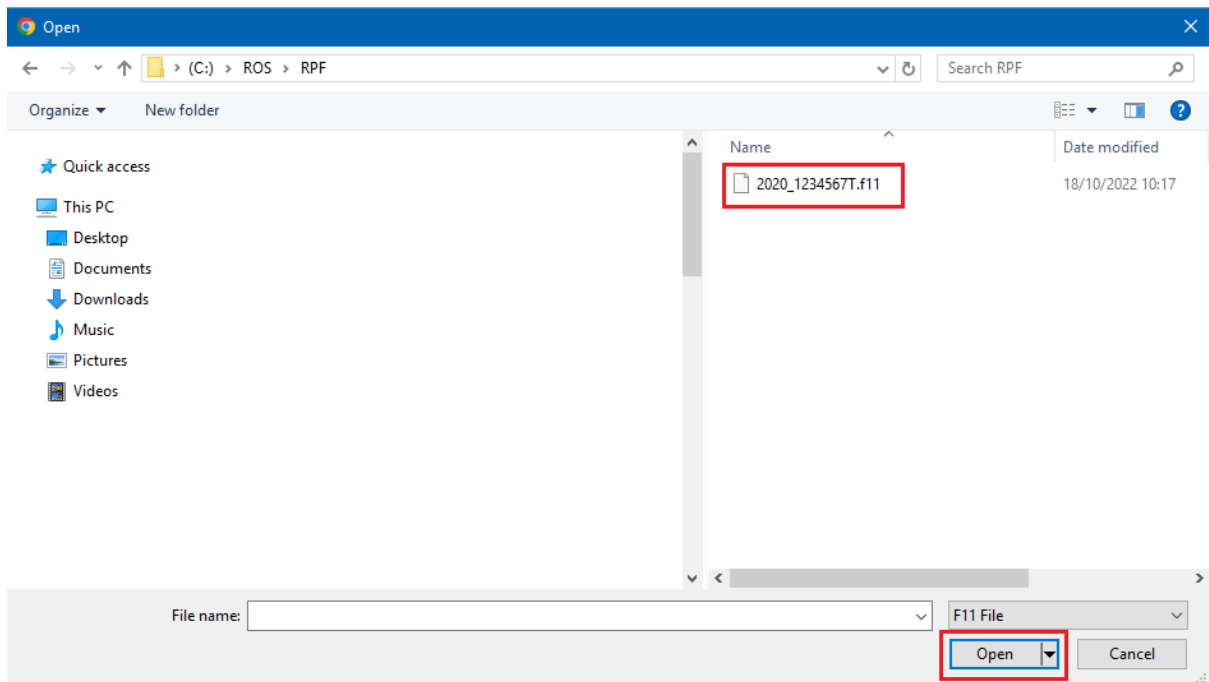 Open
(C:) > ROS > RPF
Search RPF
Organize
New folder
?
Name
Date modified
Quick access
2020_1234567T.f11
18/10/2022 10:17
This PC
Desktop
Documents
Downloads
Music
Pictures
Videos
File name:
F11 File
Open
Cancel